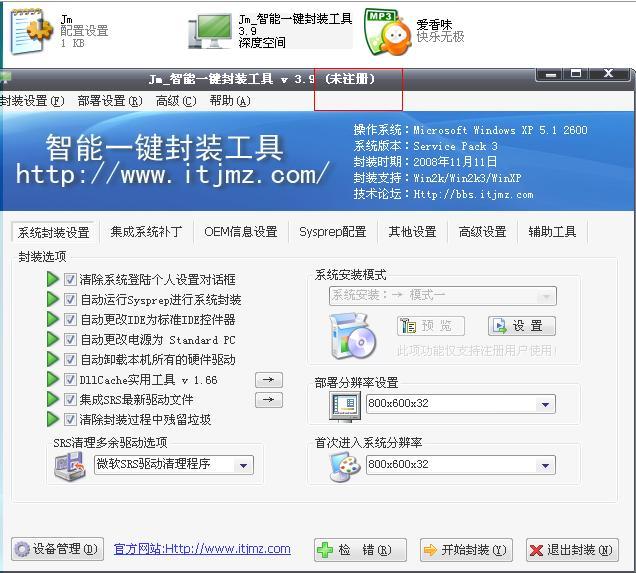 Jm
配置设置
1 KB
Jm_智能一键封装工具
3.9
深度空间
MP3
爱香味
快乐无极
Jm_智能一键封装工具 v 3.9 (未注册)
封装设置(F) 部署设置(R) 高级(C) 帮助(A)
智能一键封装工具
http://www.itjmz.com/
操作系统:Microsoft Windows XP 5.1 2600
系统版本:Service Pack 3
封装时期:2008年11月11日
封装支持:Win2k/Win2k3/WinXP
技术论坛:Http://bbs.itjmz.com
系统封装设置 集成系统补丁 OEM信息设置 Sysprep配置 其他设置 高级设置 辅助工具
封装选项
清除系统登陆个人设置对话框
自动运行Sysprep进行系统封装
自动更改IDE为标准IDE控件器
自动更改电源为 Standard PC
自动卸载本机所有的硬件驱动
DllCache实用工具 v 1.66 →
集成SRS最新驱动文件 →
清除封装过程中残留垃圾
SRS清理多余驱动选项
微软SRS驱动清理程序
系统安装模式
系统安装:→ 模式一
预 览 设 置
此项功能仅支持注册用户使用!
部署分辨率设置
800x600x32
首次进入系统分辨率
800x600x32
设备管理(D) 官方网站:Http://www.itjmz.com 检 错(R) 开始封装(Y) 退出封装(N)